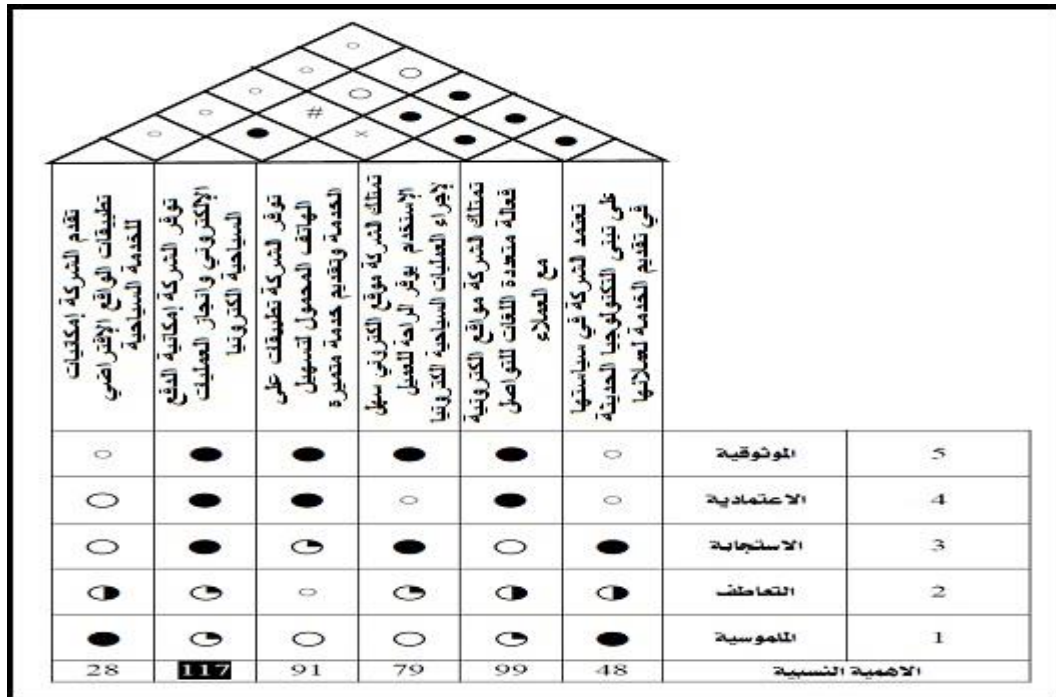 تعتمد الشركة في سياستها
على تبني التكنولوجيا الحديثة
في تقديم الخدمة لعملائها
تمتلك الشركة مواقع الكترونية
فعالة متعددة اللغات للتواصل
مع العملاء
تمتلك الشركة موقع الكتروني سهل
الإستخدم يوفر الراحة للعميل
لإجراء العمليات السياحية الكترونيا
توفر الشركة تطبيقات على
الهاتف المحمول لتسهيل
الخدمة وتقديم خدمة متميزة
توفر الشركة إمكانية الدفع
الإلكتروني وانجاز العمليات
السياحية الكترونيا
تقدم الشركة إمكانيات
تطبيقات الواقع الإفتراضي
للخدمة السياحية
5 الموثوقية
4 الاعتمادية
3 الاستجابة
2 التعاطف
1 الملموسية
الاهمية النسبية 48 99 79 91 117 28